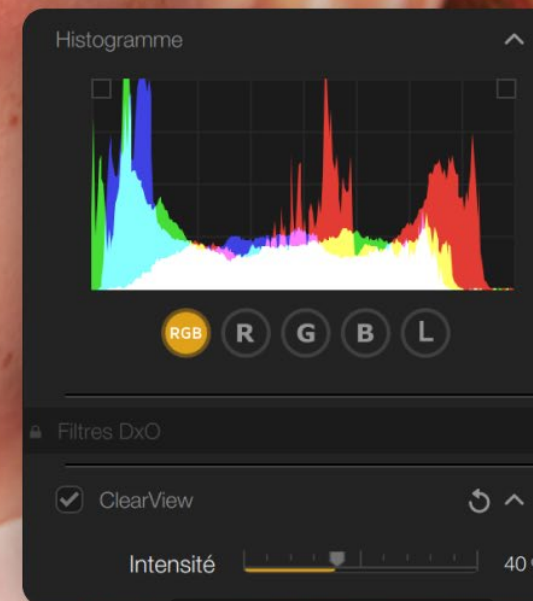 Histogramme
RGB R G B L
Filtres DxO
ClearView
Intensité 40